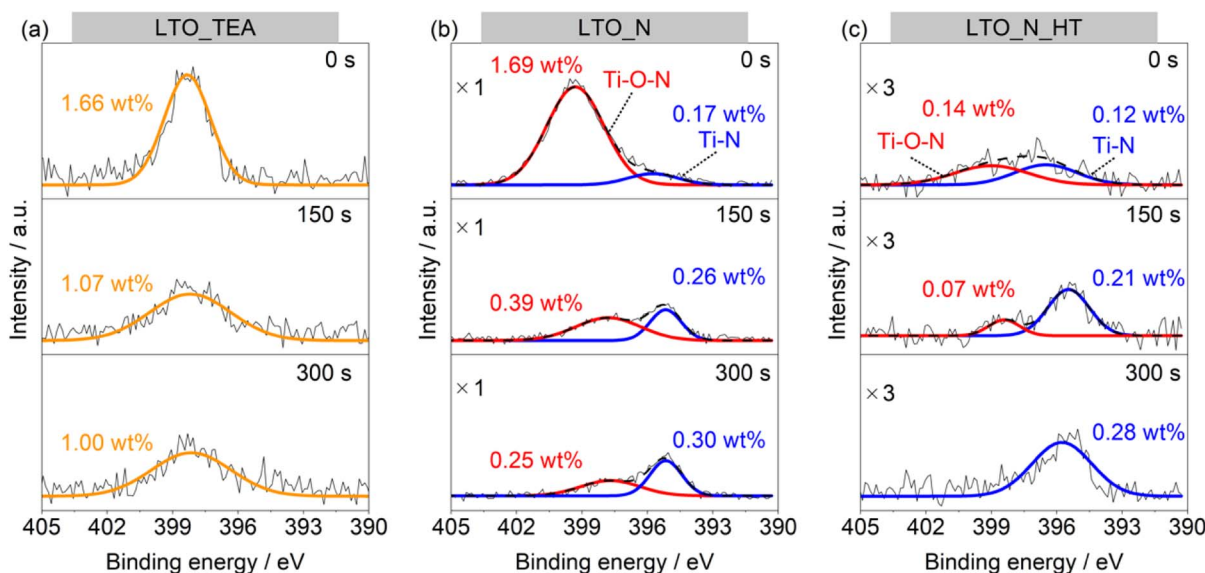 (a)
LTO_TEA
0 s
1.66 wt%
150 s
1.07 wt%
300 s
1.00 wt%
Intensity / a.u.
405 402 399 396 393 390
Binding energy / eV
(b)
LTO_N
0 s
× 1
1.69 wt%
Ti-O-N
0.17 wt%
Ti-N
150 s
× 1
0.26 wt%
0.39 wt%
300 s
× 1
0.30 wt%
0.25 wt%
Intensity / a.u.
405 402 399 396 393 390
Binding energy / eV
(c)
LTO_N_HT
0 s
× 3
0.14 wt%
0.12 wt%
Ti-O-N
Ti-N
150 s
× 3
0.21 wt%
0.07 wt%
300 s
× 3
0.28 wt%
Intensity / a.u.
405 402 399 396 393 390
Binding energy / eV